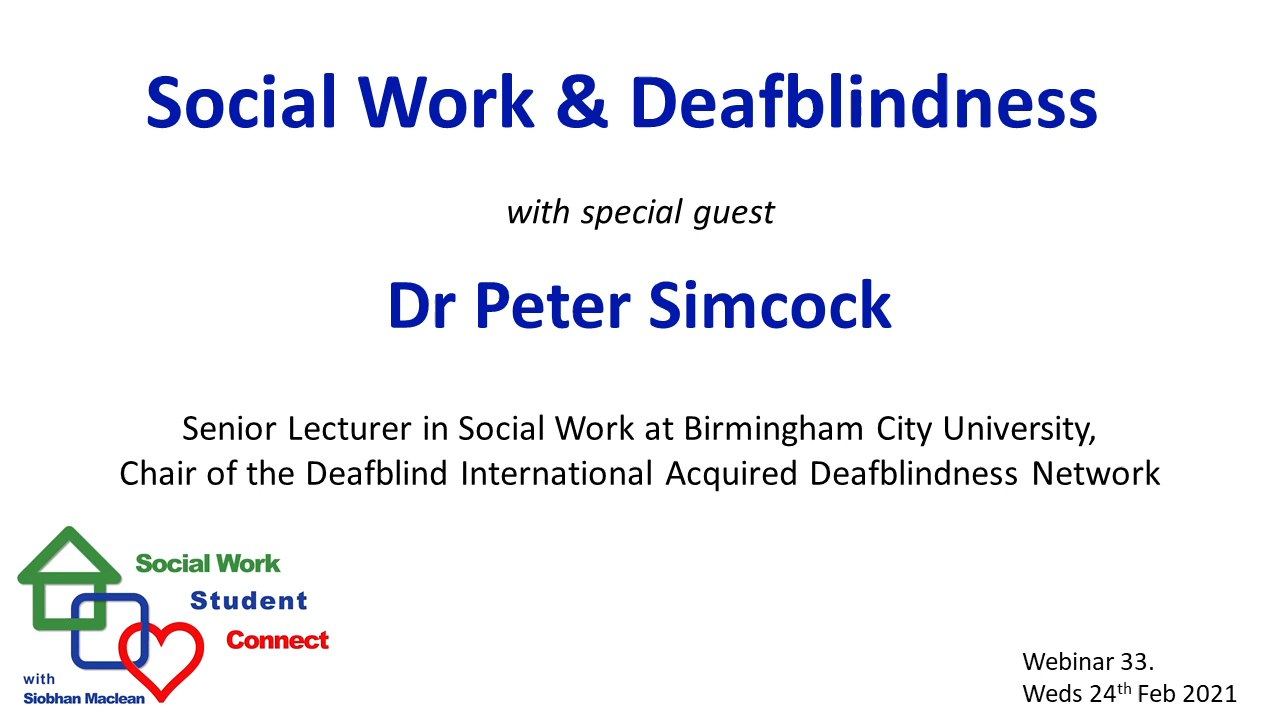 Social Work & Deafblindness
with special guest
Dr Peter Simcock
Senior Lecturer in Social Work at Birmingham City University,
Chair of the Deafblind International Acquired Deafblindness Network
Social Work
Student
Connect
with
Siobhan Maclean
Webinar 33.
Weds 24th Feb 2021